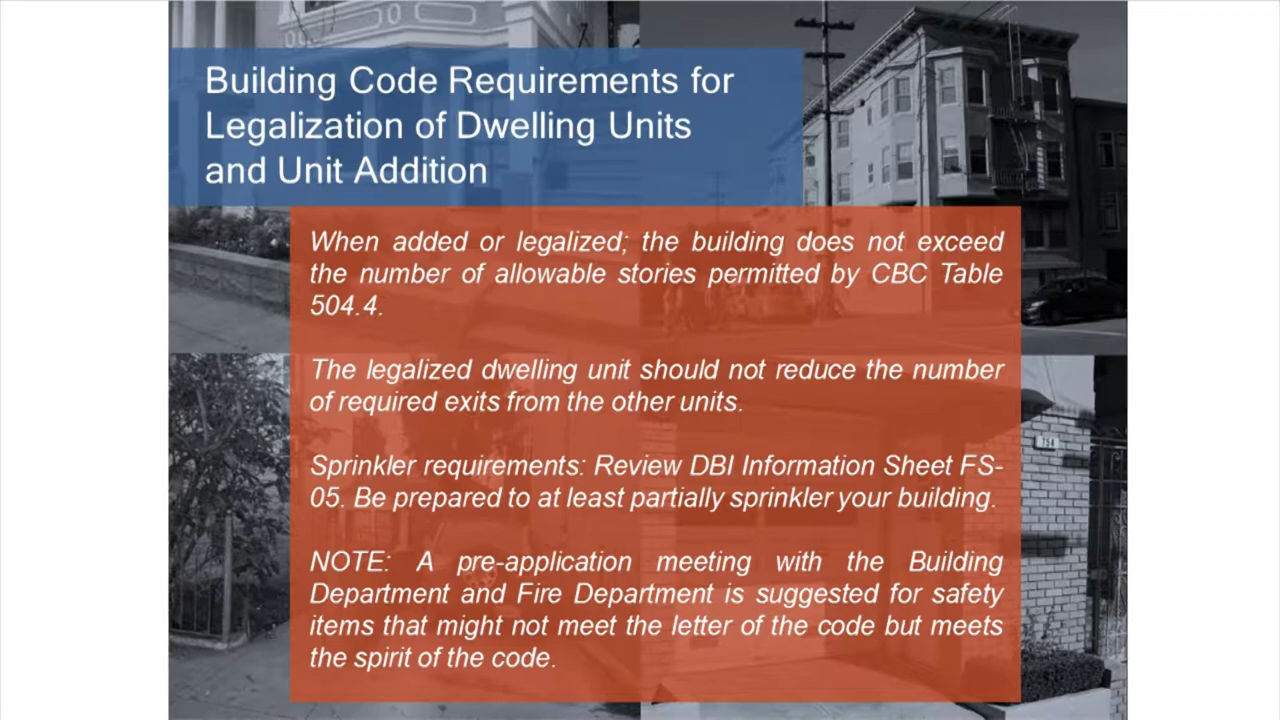 Building Code Requirements for
Legalization of Dwelling Units
and Unit Addition
When added or legalized; the building does not exceed
the number of allowable stories permitted by CBC Table
504.4.
The legalized dwelling unit should not reduce the number
of required exits from the other units.
Sprinkler requirements: Review DBI Information Sheet FS-
05. Be prepared to at least partially sprinkler your building.
NOTE: A pre-application meeting with the Building
Department and Fire Department is suggested for safety
items that might not meet the letter of the code but meets
the spirit of the code.
754